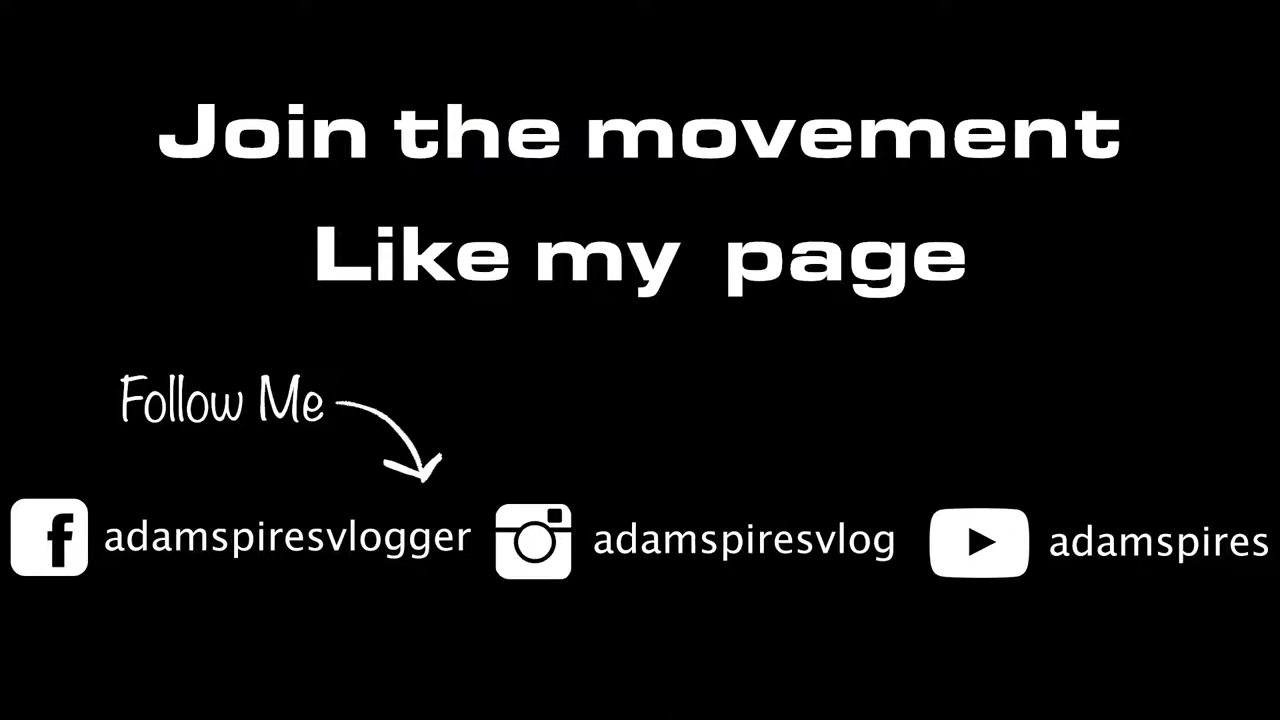 Join the movement
Like my page
Follow Me
adamspiresvlogger adamspiresvlog adamspires